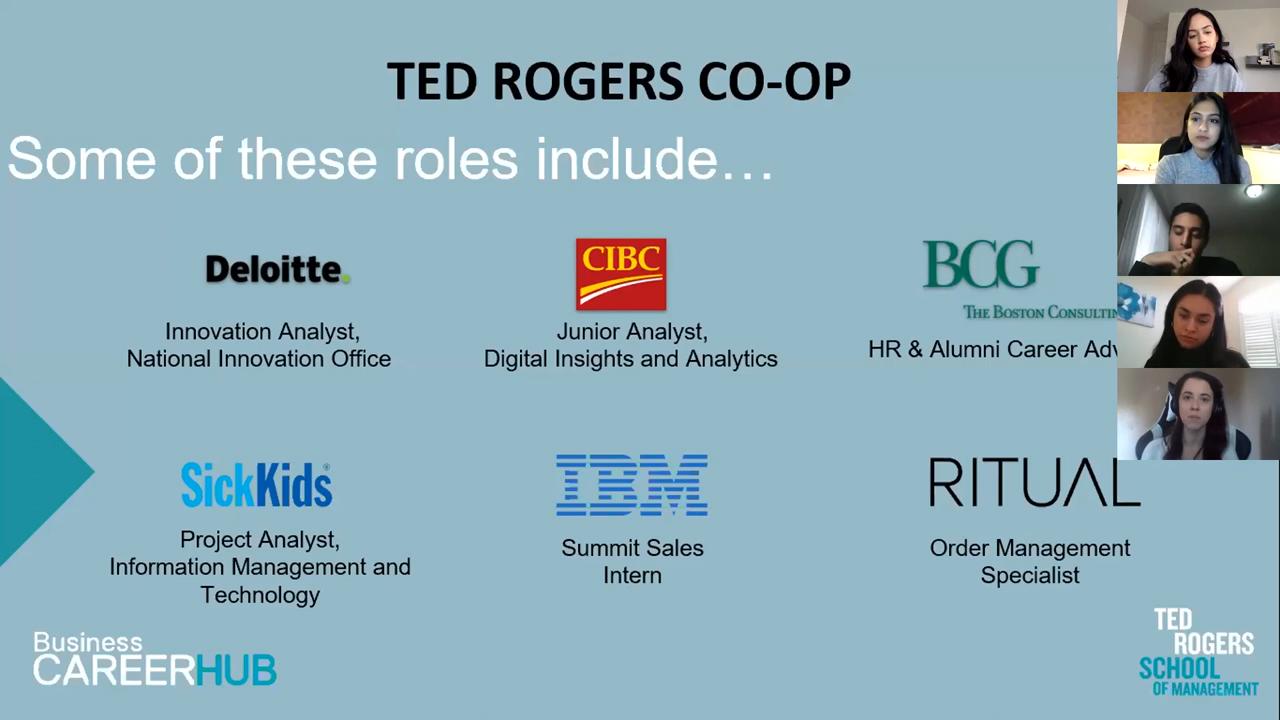 TED ROGERS CO-OP
Some of these roles include…
Deloitte.
Innovation Analyst,
National Innovation Office
CIBC
Junior Analyst,
Digital Insights and Analytics
BCG
THE BOSTON
HR & Alumni Career
SickKids®
Project Analyst,
Information Management and
Technology
IBM
Summit Sales
Intern
RITUAL
Order Management
Specialist
Business
CAREERHUB
TED
ROGERS
SCHOOL
OF MANAGEMENT